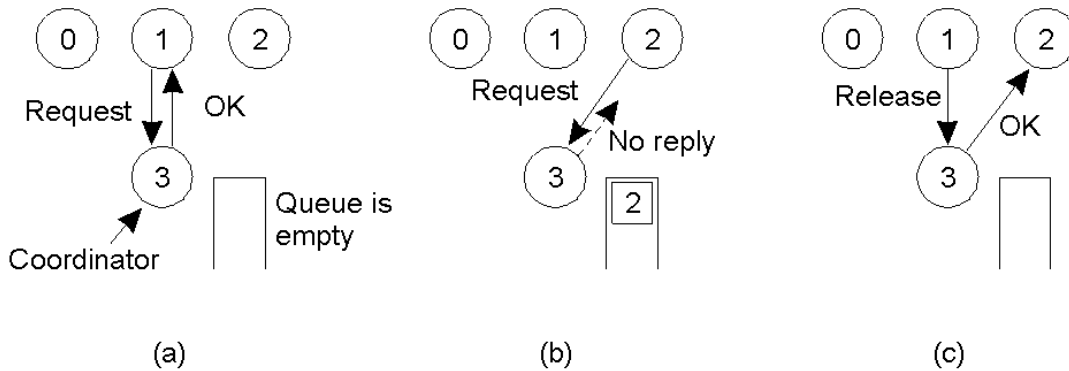 0 1 2
Request
OK
3
Queue is
empty
Coordinator
(a)
0 1 2
Request
No reply
3
2
(b)
0 1 2
Release
OK
3
(c)